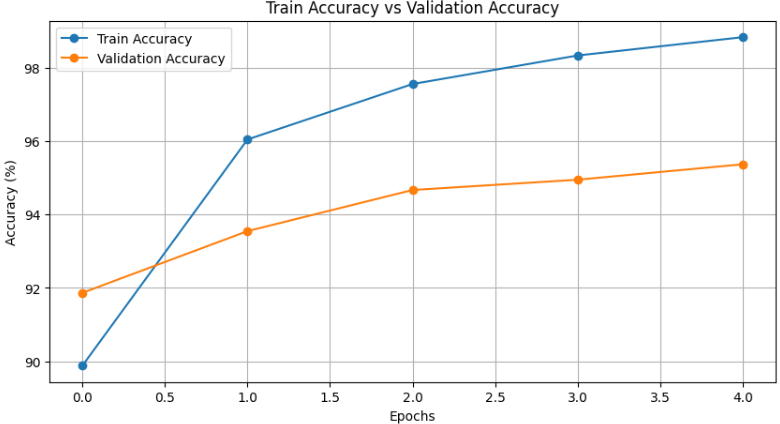 Train Accuracy vs Validation Accuracy
Train Accuracy
Validation Accuracy
Accuracy (%)
98
96
94
92
90
0.0 0.5 1.0 1.5 2.0 2.5 3.0 3.5 4.0
Epochs